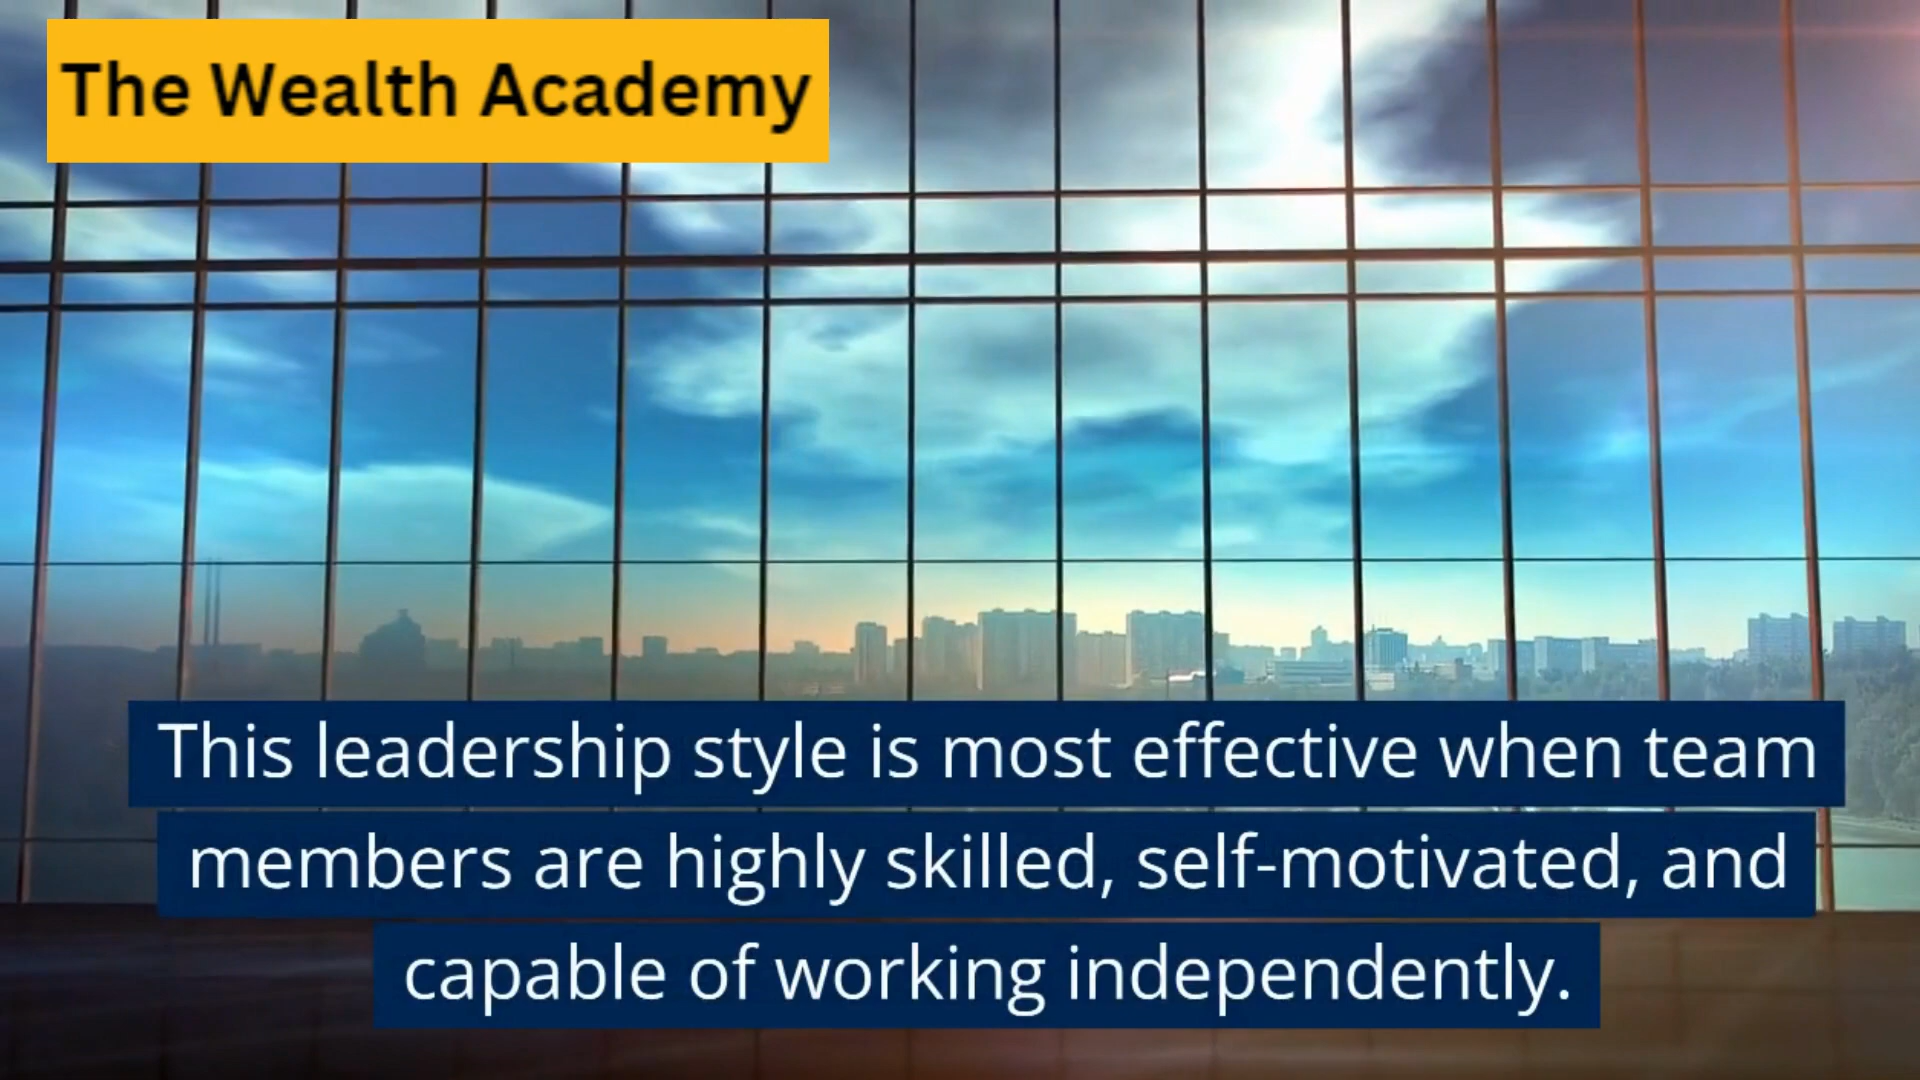 The Wealth Academy
This leadership style is most effective when team
members are highly skilled, self-motivated, and
capable of working independently.